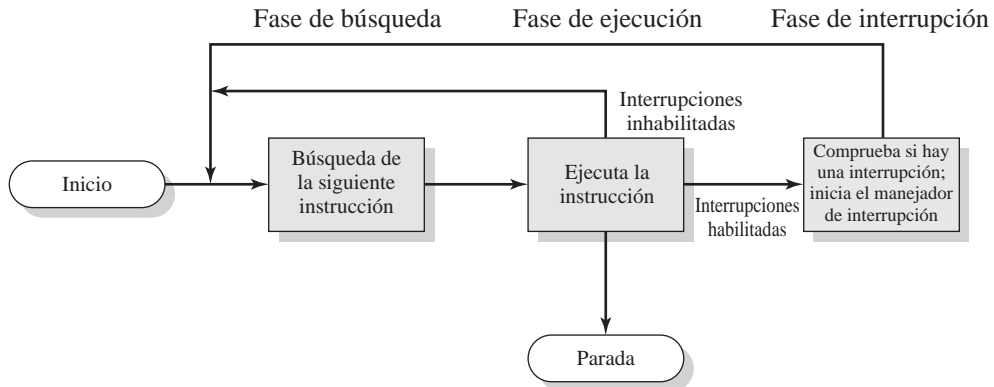 Fase de búsqueda
Fase de ejecución
Fase de interrupción
Interrupciones
inhabilitadas
Inicio
Búsqueda de
la siguiente
instrucción
Ejecuta la
instrucción
Interrupciones
habilitadas
Comprueba si hay
una interrupción;
inicia el manejador
de interrupción
Parada